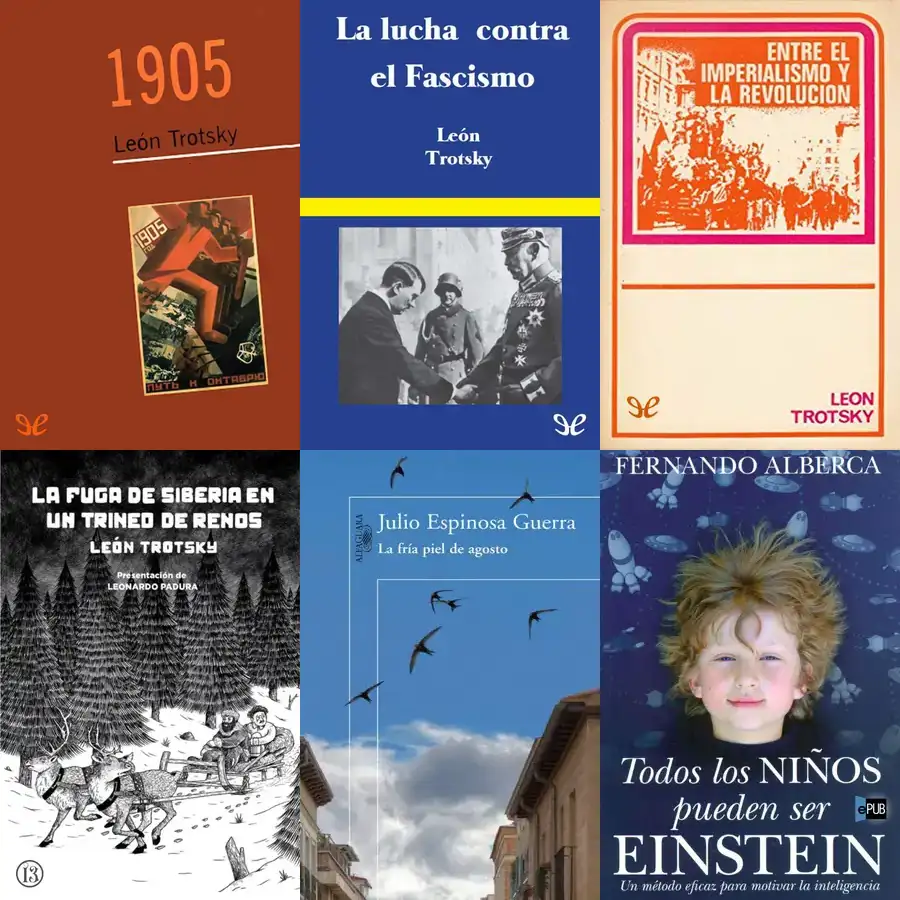 1905
León Trotsky
1905
ГОД
ПУТЬ К ОКТЯБРЮ
La lucha contra
el Fascismo
León
Trotsky
ENTRE EL
IMPERIALISMO Y
LA REVOLUCION
LEON
TROTSKY
LA FUGA DE SIBERIA EN
UN TRINEO DE RENOS
LEÓN TROTSKY
Presentación de
LEONARDO PADURA
13
ALFAGUARA
Julio Espinosa Guerra
La fría piel de agosto
FERNANDO ALBERCA
Todos los NIÑOS
pueden ser
ePUB
EINSTEIN
Un método eficaz para motivar la inteligencia